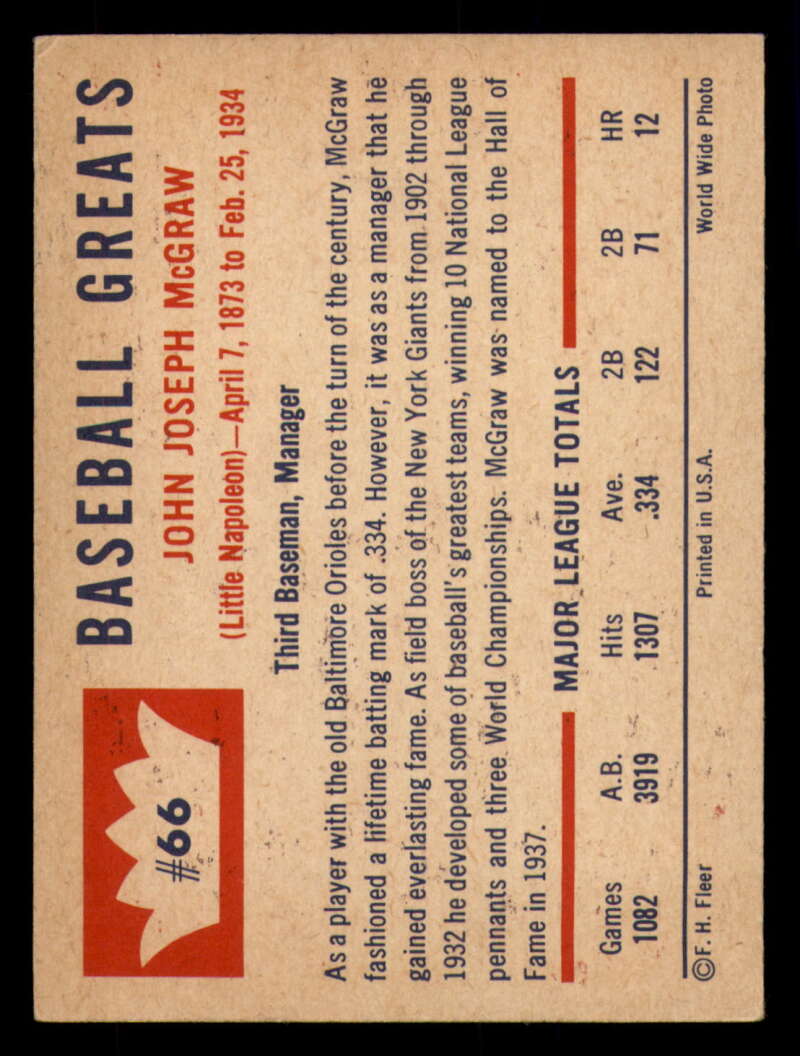 #66
BASEBALL GREATS
JOHN JOSEPH McGRAW
(Little Napoleon)—April 7, 1873 to Feb. 25, 1934
Third Baseman, Manager
As a player with the old Baltimore Orioles before the turn of the century, McGraw
fashioned a lifetime batting mark of .334. However, it was as a manager that he
gained everlasting fame. As field boss of the New York Giants from 1902 through
1932 he developed some of baseball's greatest teams, winning 10 National League
pennants and three World Championships. McGraw was named to the Hall of
Fame in 1937.
MAJOR LEAGUE TOTALS
Games A.B. Hits Ave. 2B 2B HR
1082 3919 1307 .334 122 71 12
©F. H. Fleer Printed in U.S.A. World Wide Photo